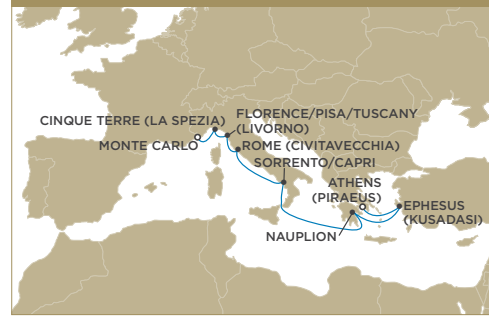 CINQUE TERRE (LA SPEZIA)
FLORENCE/PISA/TUSCANY
(LIVORNO)
MONTE CARLO
ROME (CIVITAVECCHIA)
SORRENTO/CAPRI
ATHENS
(PIRAEUS)
EPHESUS
(KUSADASI)
NAUPLION